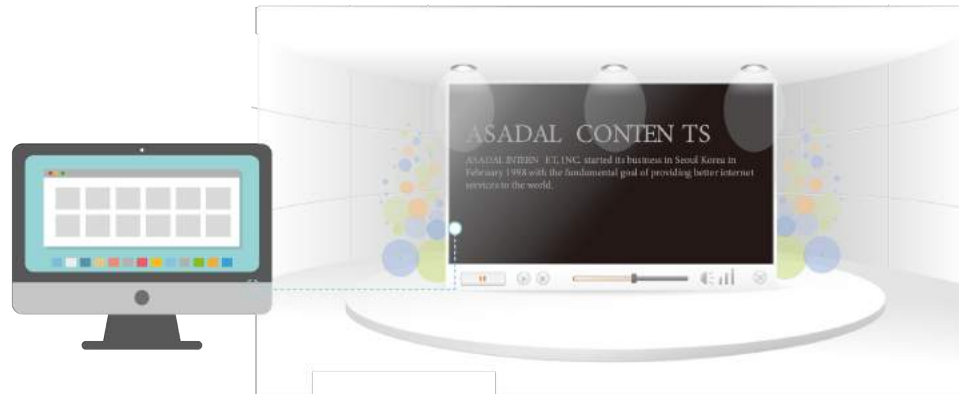 ASADAL CONTEN TS
ASADAL INTERN ET, INC. started its business in Seoul Korea in
February 1998 with the fundamental goal of providing better internet
services to the world.